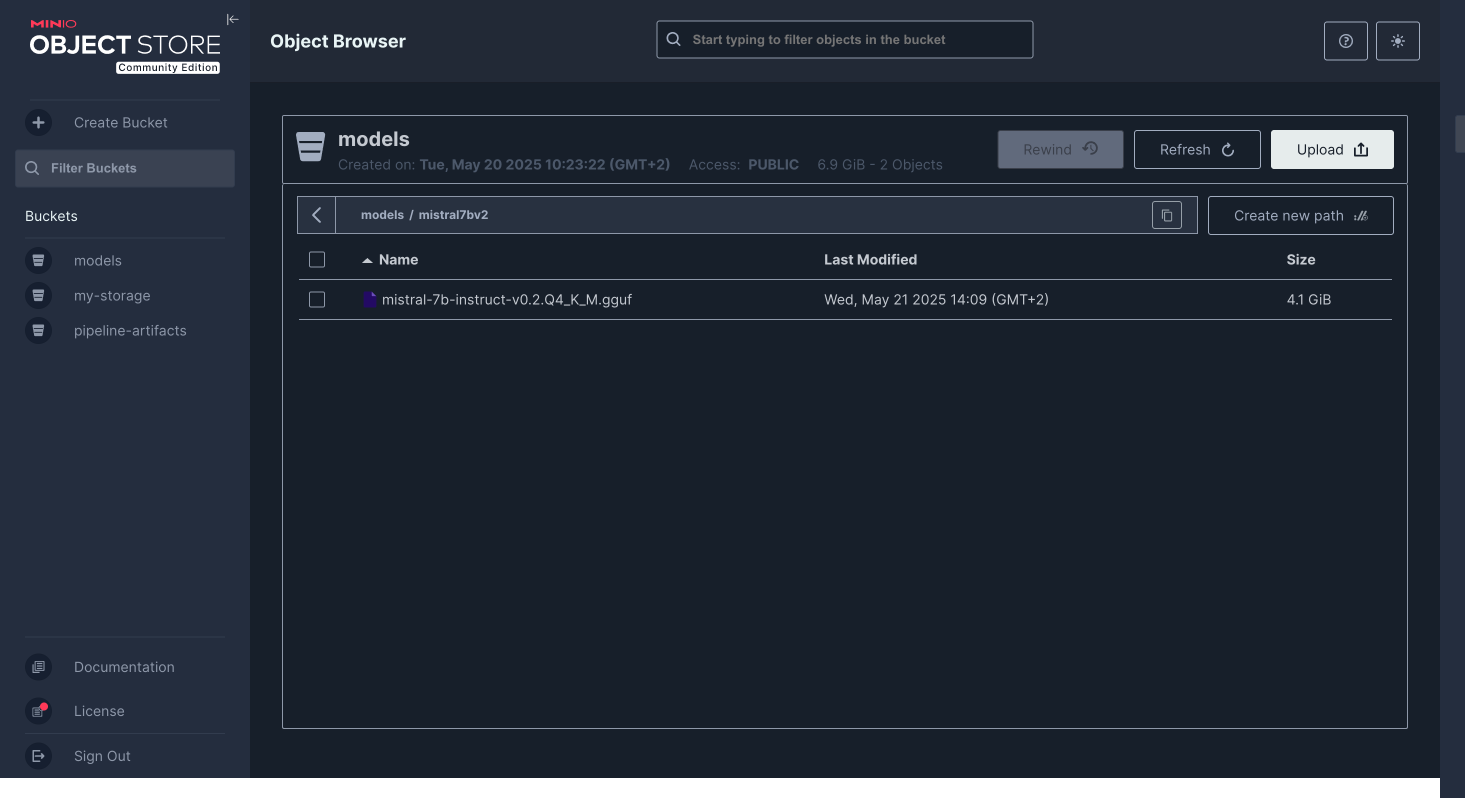 MINIO
OBJECT STORE
Community Edition
Create Bucket
Filter Buckets
Buckets
models
my-storage
pipeline-artifacts
Documentation
License
Sign Out
Object Browser
Start typing to filter objects in the bucket
models
Created on: Tue, May 20 2025 10:23:22 (GMT+2) Access: PUBLIC 6.9 GiB - 2 Objects
Rewind Refresh Upload
models / mistral7bv2
Create new path
Name Last Modified Size
mistral-7b-instruct-v0.2.Q4_K_M.gguf Wed, May 21 2025 14:09 (GMT+2) 4.1 GiB